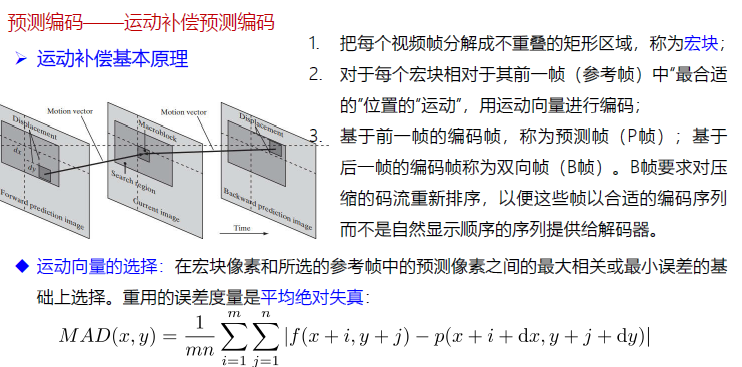 预测编码——运动补偿预测编码
➢ 运动补偿基本原理
1. 把每个视频帧分解成不重叠的矩形区域，称为宏块；
2. 对于每个宏块相对于其前一帧（参考帧）中“最合适
的”位置的“运动”，用运动向量进行编码；
3. 基于前一帧的编码帧，称为预测帧（P帧）；基于
后一帧的编码帧称为双向帧（B帧）。B帧要求对压
缩的码流重新排序，以便这些帧以合适的编码序列
而不是自然显示顺序的序列提供给解码器。
Motion vector
Motion vector
Displacement
dx
dy
Macroblock
Displacement
Search region
Forward prediction image
Current image
Backward prediction image
Time
◆ 运动向量的选择：在宏块像素和所选的参考帧中的预测像素之间的最大相关或最小误差的基
础上选择。重用的误差度量是平均绝对失真：
MAD(x, y) = \frac{1}{mn} \sum_{i=1}^{m} \sum_{j=1}^{n} |f(x + i, y + j) − p(x + i + dx, y + j + dy)|